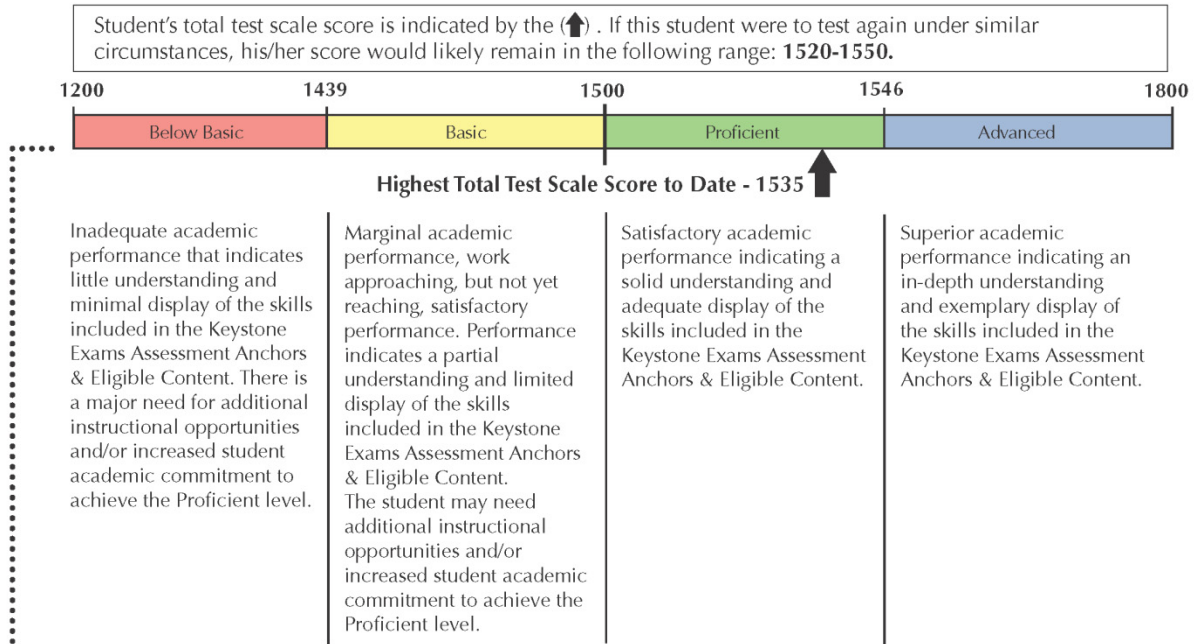 Student's total test scale score is indicated by the (⬆) . If this student were to test again under similar
circumstances, his/her score would likely remain in the following range: 1520-1550.
1200 1439 1500 1546 1800
Below Basic Basic Proficient Advanced
Highest Total Test Scale Score to Date - 1535
Inadequate academic
performance that indicates
little understanding and
minimal display of the skills
included in the Keystone
Exams Assessment Anchors
& Eligible Content. There is
a major need for additional
instructional opportunities
and/or increased student
academic commitment to
achieve the Proficient level.
Marginal academic
performance, work
approaching, but not yet
reaching, satisfactory
performance. Performance
indicates a partial
understanding and limited
display of the skills
included in the Keystone
Exams Assessment Anchors
& Eligible Content.
The student may need
additional instructional
opportunities and/or
increased student academic
commitment to achieve the
Proficient level.
Satisfactory academic
performance indicating a
solid understanding and
adequate display of the
skills included in the
Keystone Exams Assessment
Anchors & Eligible Content.
Superior academic
performance indicating an
in-depth understanding
and exemplary display of
the skills included in the
Keystone Exams Assessment
Anchors & Eligible Content.